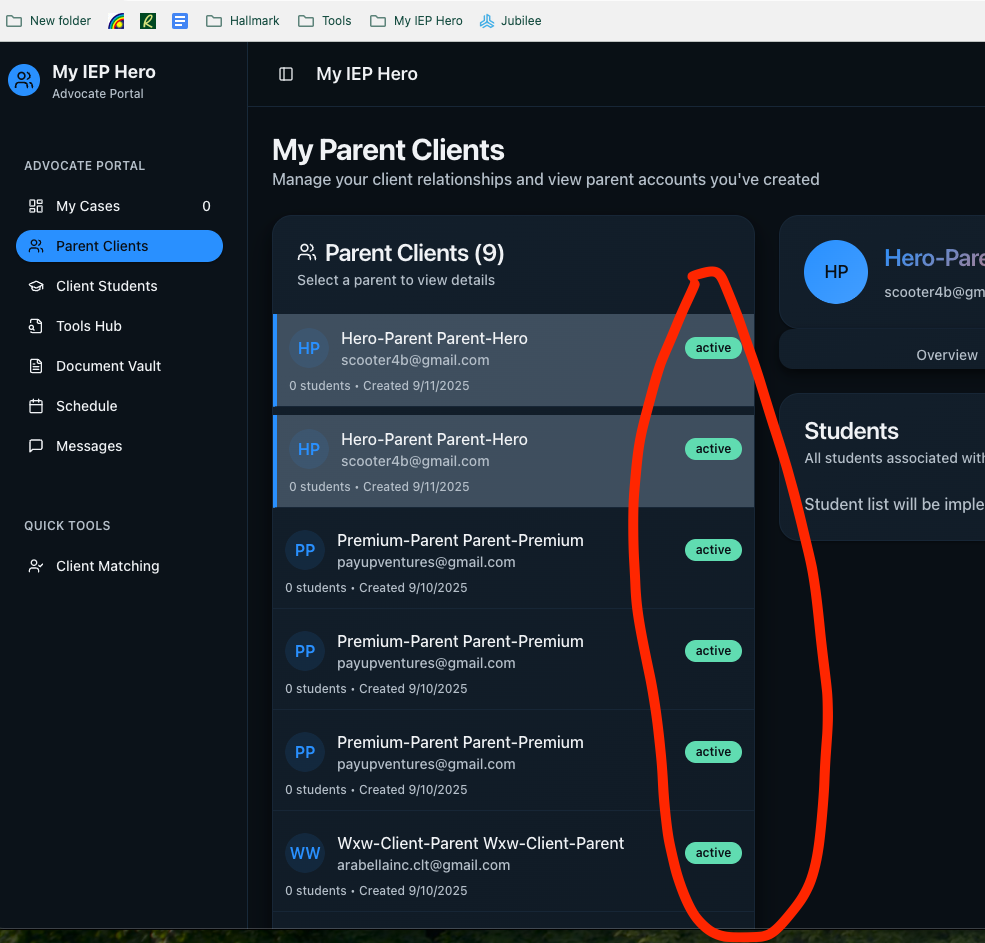 New folder
Hallmark
Tools
My IEP Hero
Jubilee
My IEP Hero
Advocate Portal
ADVOCATE PORTAL
My Cases 0
Parent Clients
Client Students
Tools Hub
Document Vault
Schedule
Messages
QUICK TOOLS
Client Matching
My IEP Hero
My Parent Clients
Manage your client relationships and view parent accounts you've created
Parent Clients (9)
Select a parent to view details
HP
Hero-Parent Parent-Hero
scooter4b@gmail.com
active
0 students • Created 9/11/2025
HP
Hero-Parent Parent-Hero
scooter4b@gmail.com
active
0 students • Created 9/11/2025
PP
Premium-Parent Parent-Premium
payupventures@gmail.com
active
0 students • Created 9/10/2025
PP
Premium-Parent Parent-Premium
payupventures@gmail.com
active
0 students • Created 9/10/2025
PP
Premium-Parent Parent-Premium
payupventures@gmail.com
active
0 students • Created 9/10/2025
WW
Wxw-Client-Parent Wxw-Client-Parent
arabellainc.clt@gmail.com
active
0 students • Created 9/10/2025
HP
Hero-Pare
scooter4b@gm
Overview
Students
All students associated with
Student list will be imple